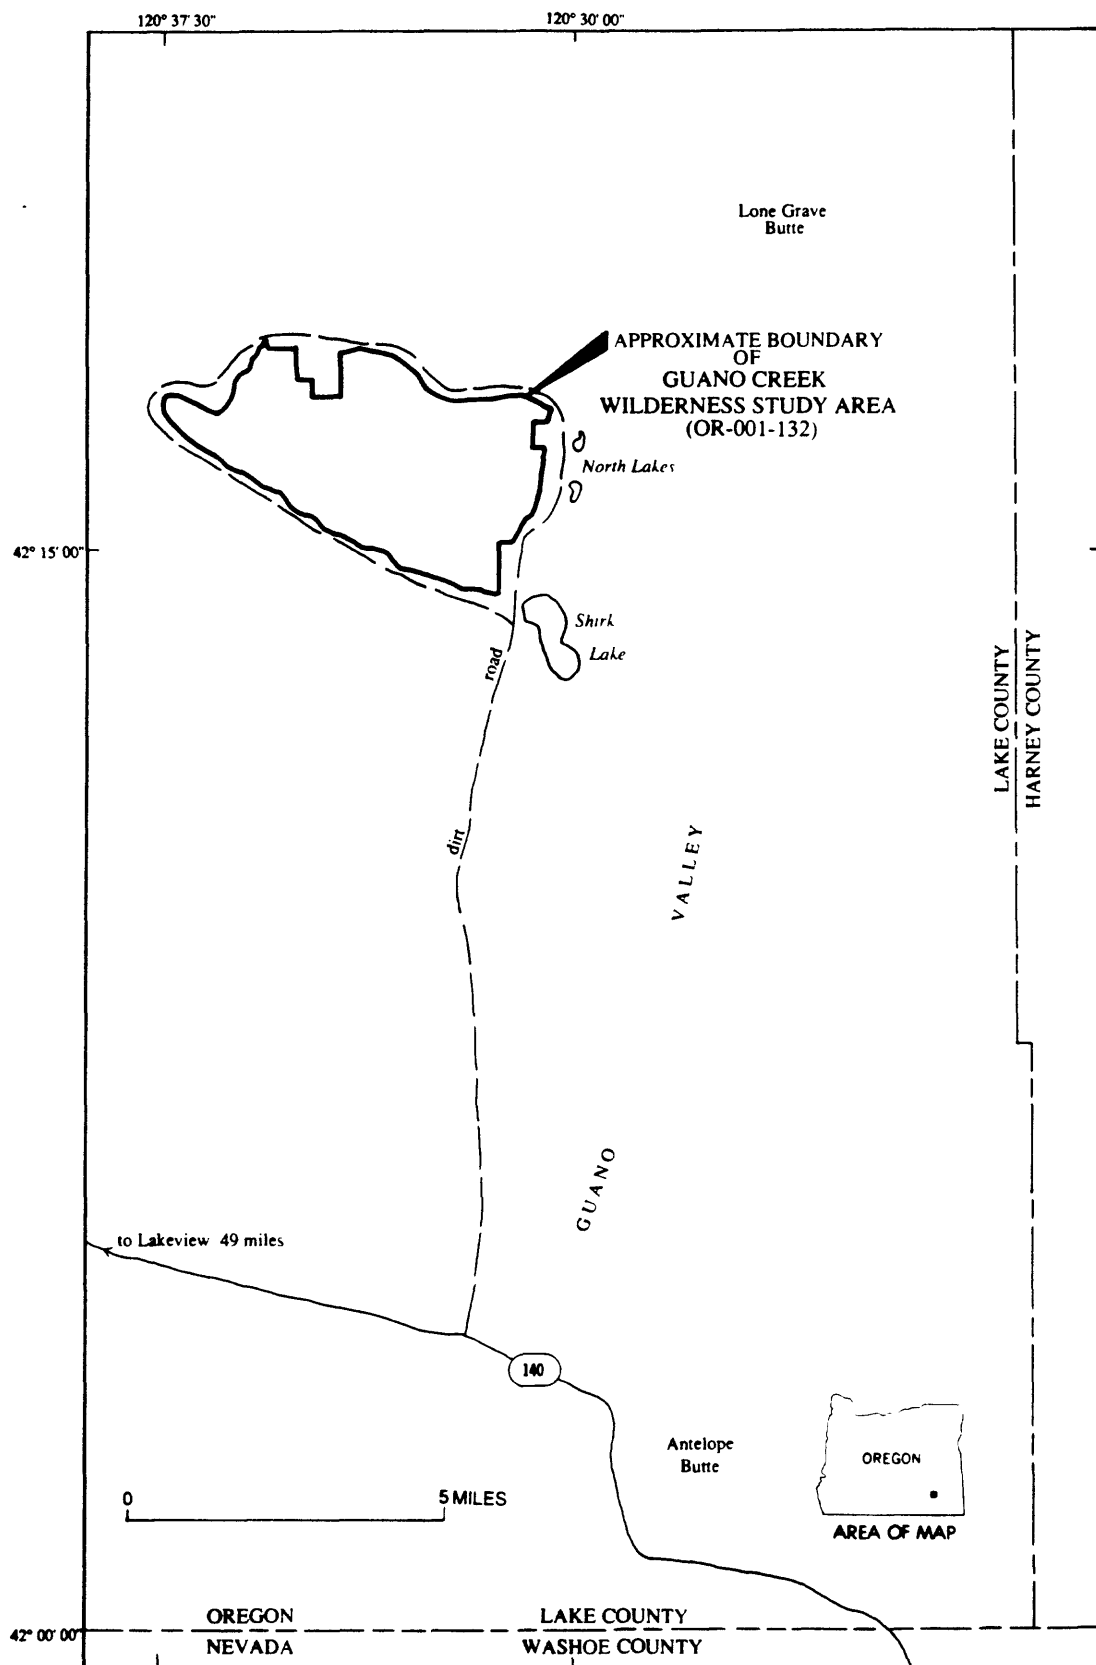 120° 37' 30"
120° 30' 00"
Lone Grave
Butte
APPROXIMATE BOUNDARY
OF
GUANO CREEK
WILDERNESS STUDY AREA
(OR-001-132)
North Lakes
42° 15' 00"
Shirk
Lake
road
LAKE COUNTY
HARNEY COUNTY
dirt
VALLEY
GUANO
to Lakeview 49 miles
140
Antelope
Butte
OREGON
AREA OF MAP
0
5 MILES
OREGON
LAKE COUNTY
42° 00' 00"
NEVADA
WASHOE COUNTY